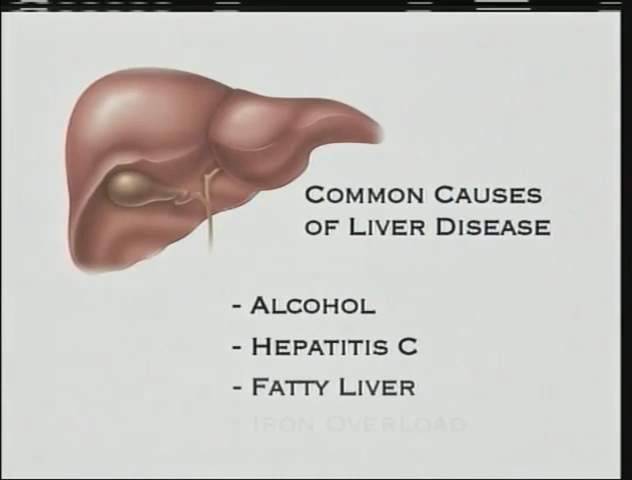 COMMON CAUSES
OF LIVER DISEASE
- ALCOHOL
- HEPATITIS C
- FATTY LIVER
- IRON OVERLOAD